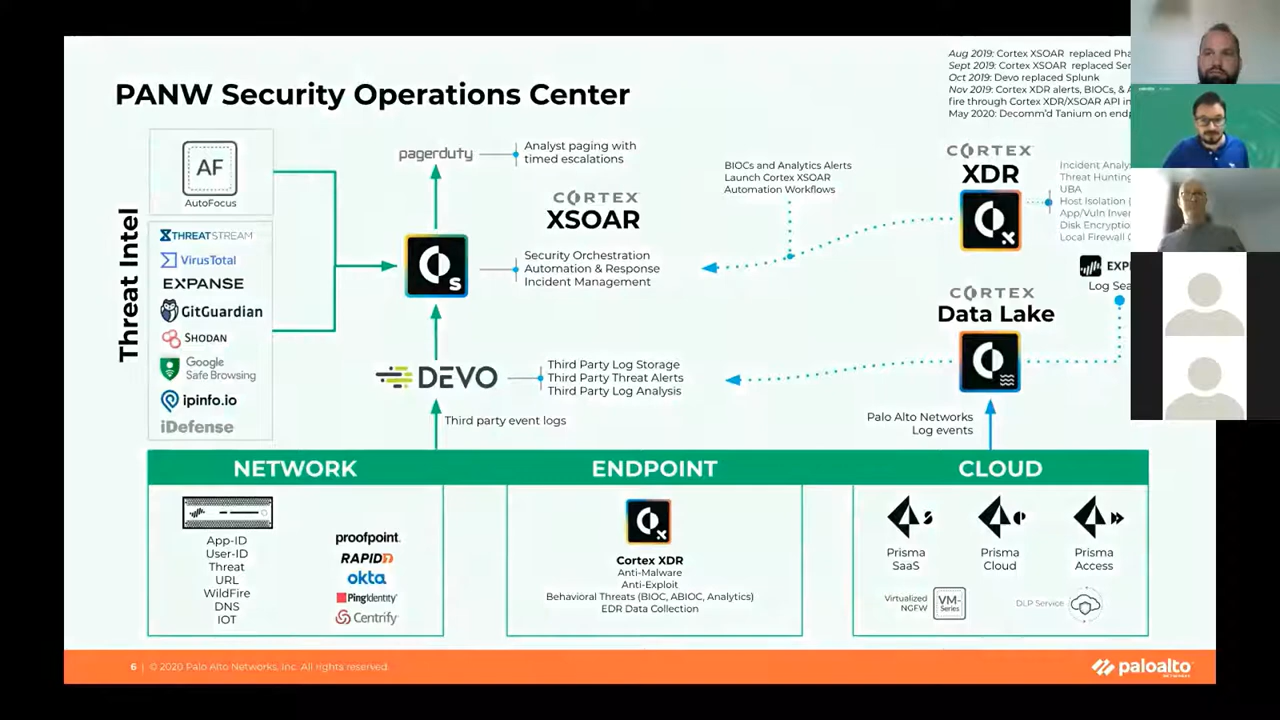 PANW Security Operations Center
Aug 2019: Cortex XSOAR replaced
Sept 2019: Cortex XSOAR replaced
Oct 2019: Devo replaced Splunk
Nov 2019: Cortex XDR alerts, BIOCs, &
fire through Cortex XDR/XSOAR API
May 2020: Decomm'd Tanium on
Threat Intel
AF
AutoFocus
THREATSTREAM
VirusTotal
EXPANSE
GitGuardian
SHODAN
Google
Safe Browsing
ipinfo.io
iDefense
pagerduty
Analyst paging with
timed escalations
CORTEX
XSOAR
S
Security Orchestration
Automation & Response
Incident Management
DEVO
Third Party Log Storage
Third Party Threat Alerts
Third Party Log Analysis
Third party event logs
BIOCs and Analytics Alerts
Launch Cortex XSOAR
Automation Workflows
CORTEX
XDR
X
Incident
Threat
UBA
Host Isolation
App/Vuln
Disk
Local Firewall
Log
CORTEX
Data Lake
Palo Alto Networks
Log events
NETWORK
App-ID
User-ID
Threat
URL
WildFire
DNS
IOT
proofpoint.
RAPID7
okta
PingIdentity
Centrify
ENDPOINT
X
Cortex XDR
Anti-Malware
Anti-Exploit
Behavioral Threats (BIOC, ABIOC, Analytics)
EDR Data Collection
CLOUD
Prisma
SaaS
Prisma
Cloud
Prisma
Access
Virtualized
NGFW
VM-
Series
DLP Service
6 | © 2020 Palo Alto Networks, Inc. All rights reserved.
paloalto
NETWORKS